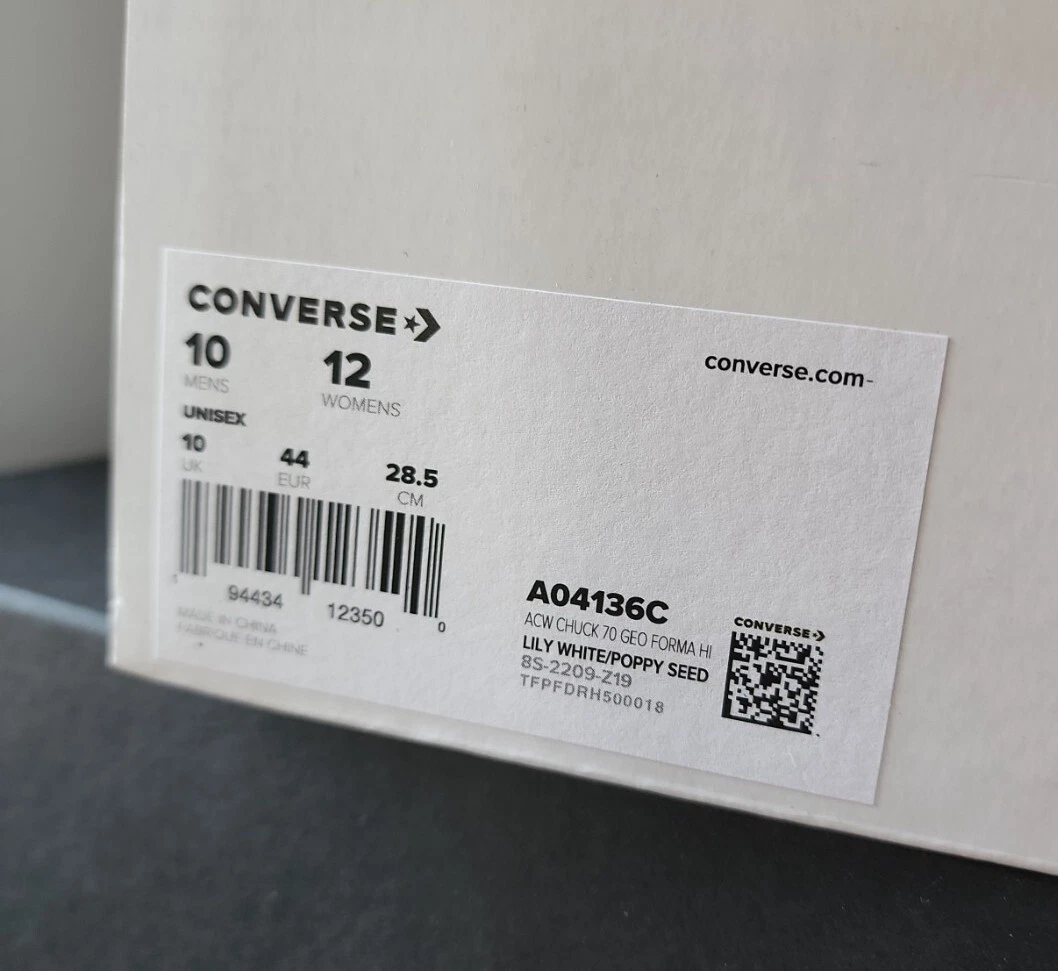 CONVERSE
10 12
MENS WOMENS
UNISEX
10 44 28.5
UK EUR CM
94434 12350 0
MADE IN CHINA
FABRIQUE EN CHINE
converse.com
A04136C
ACW CHUCK 70 GEO FORMA HI
LILY WHITE/POPPY SEED
8S-2209-Z19
TFPFDRH500018
CONVERSE